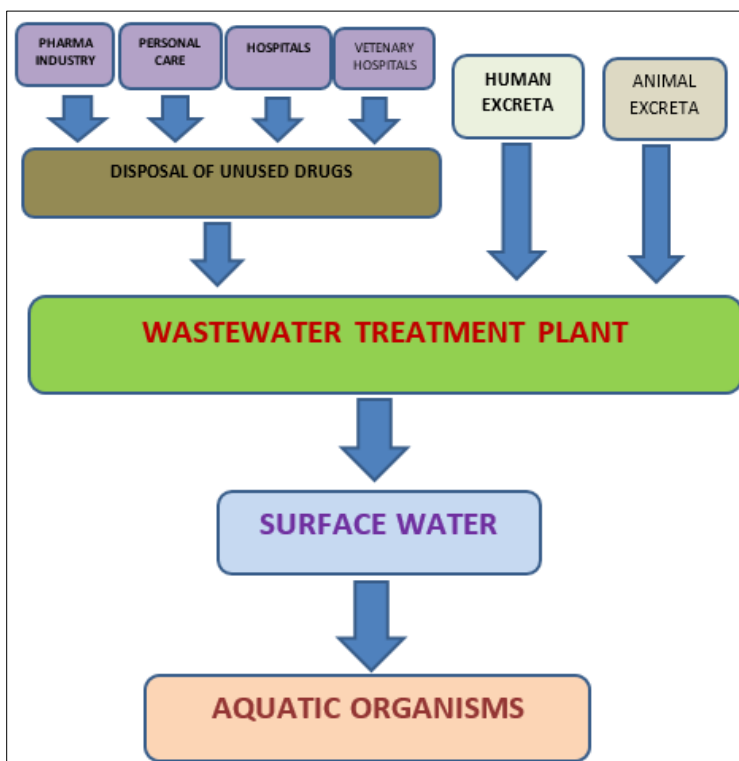 PHARMA
INDUSTRY
PERSONAL
CARE
HOSPITALS
VETENARY
HOSPITALS
HUMAN
EXCRETA
ANIMAL
EXCRETA
DISPOSAL OF UNUSED DRUGS
WASTEWATER TREATMENT PLANT
SURFACE WATER
AQUATIC ORGANISMS